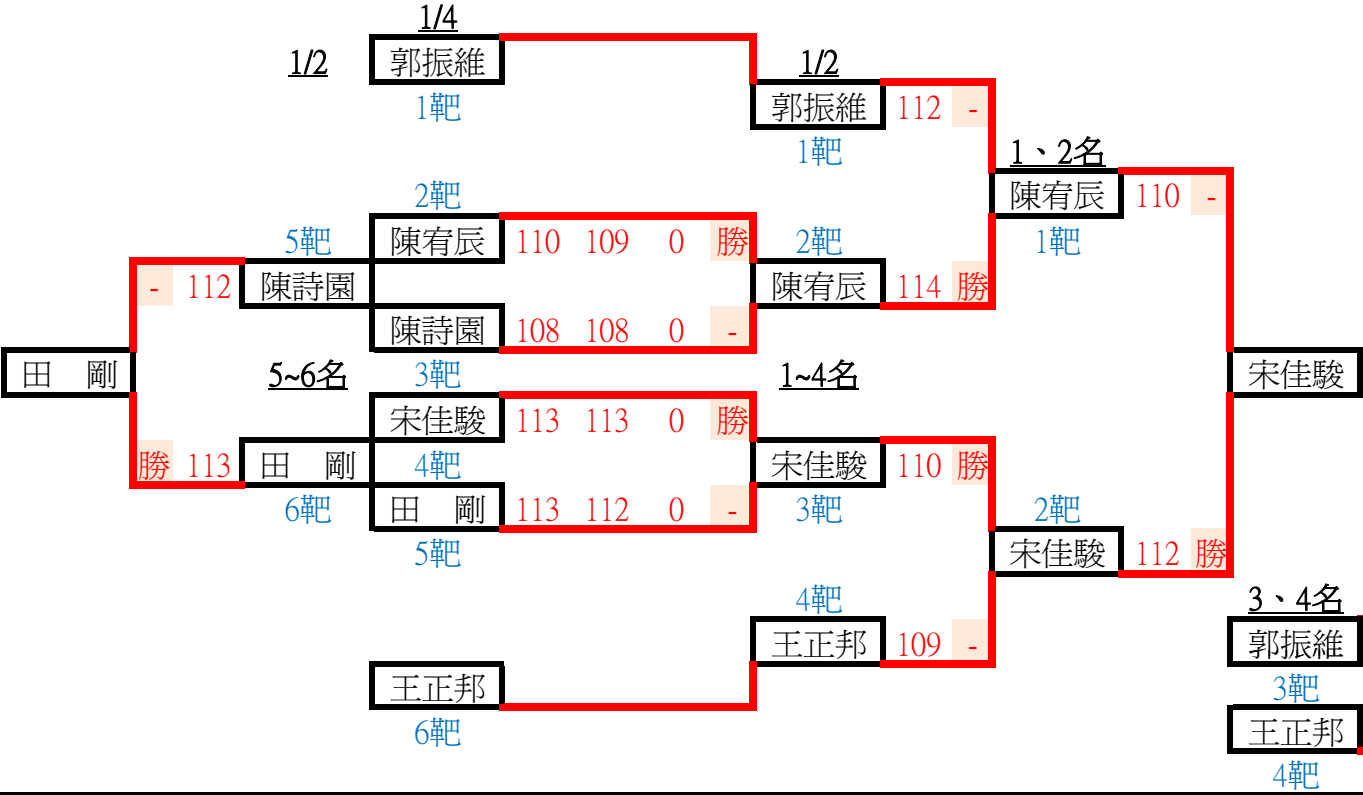 1/4
1/2 郭振維 1/2
1靶 郭振維 112 -
1靶 1、2名
2靶 陳宥辰 110 -
5靶 陳宥辰 110 109 0 勝 2靶 1靶
- 112 陳詩園 陳宥辰 114 勝
陳詩園 108 108 0 -
田 剛 5~6名 3靶 1~4名 宋佳駿
宋佳駿 113 113 0 勝
勝 113 田 剛 4靶 宋佳駿 110 勝
6靶 田 剛 113 112 0 - 3靶 2靶
5靶 宋佳駿 112 勝
4靶 3、4名
王正邦 109 - 郭振維
王正邦 3靶
6靶 王正邦
4靶